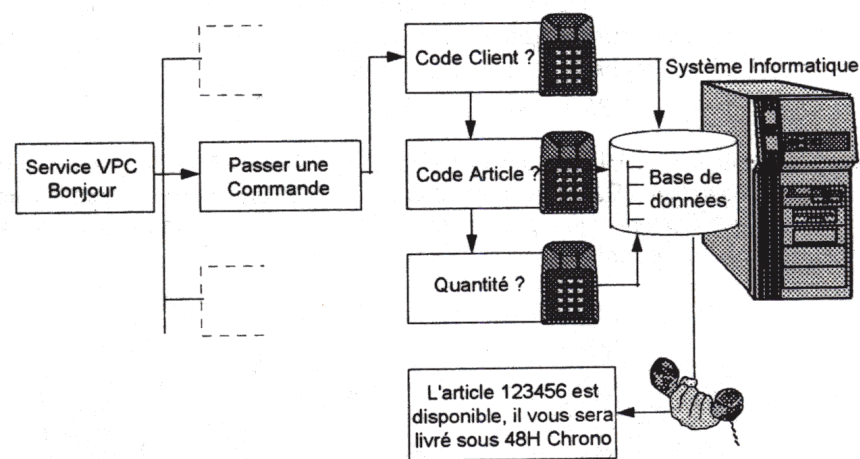 Service VPC
Bonjour
Passer une
Commande
Code Client ?
Code Article ?
Quantité ?
Système Informatique
Base de
données
L'article 123456 est
disponible, il vous sera
livré sous 48H Chrono